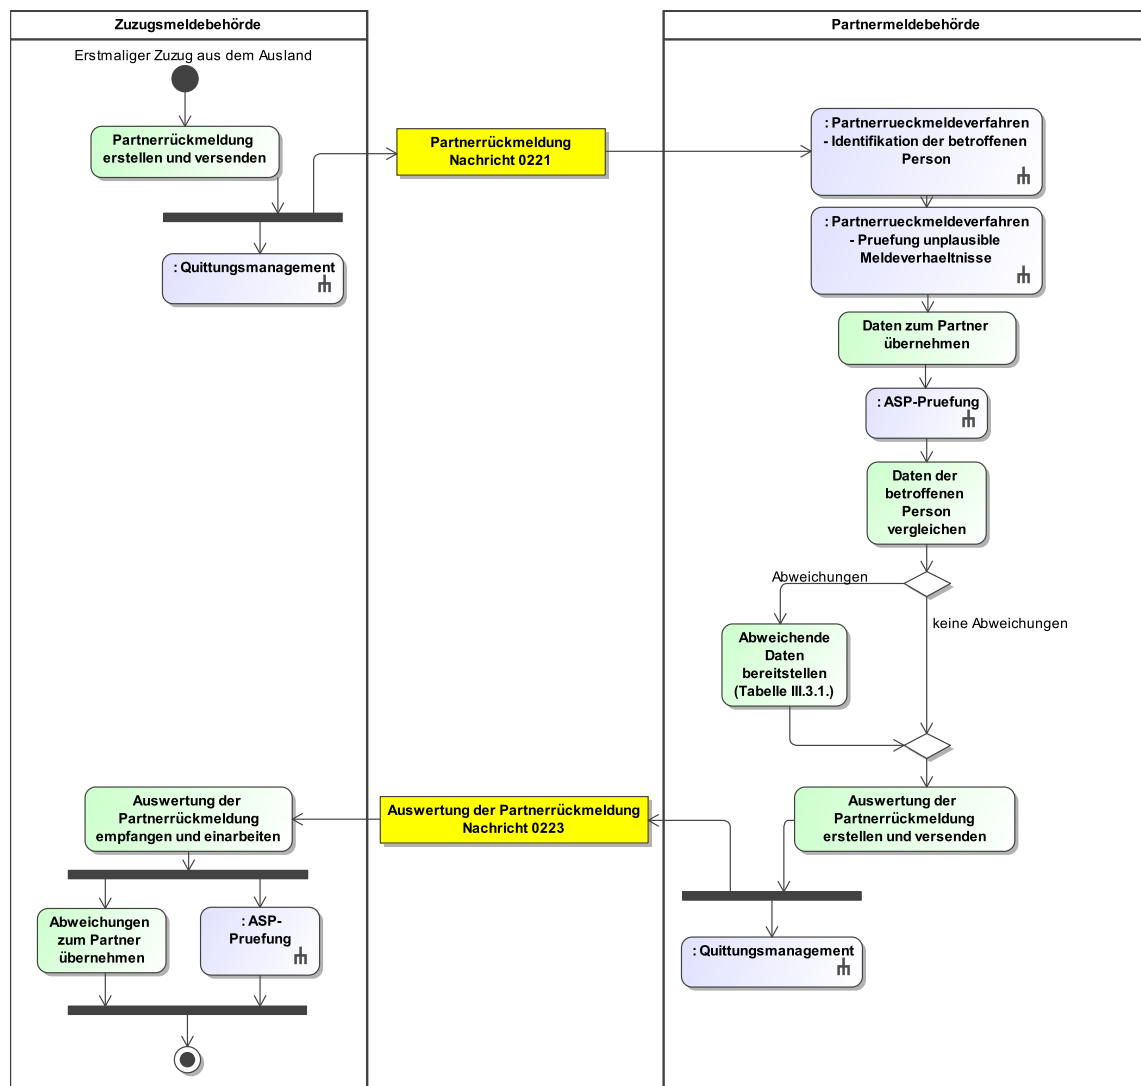 Zuzugsmeldebehörde
Partnermeldebehörde
Erstmaliger Zuzug aus dem Ausland
Partnerrückmeldung
erstellen und versenden
Partnerrückmeldung
Nachricht 0221
: Partnerrueckmeldeverfahren
- Identifikation der betroffenen
Person
: Quittungsmanagement
: Partnerrueckmeldeverfahren
- Pruefung unplausible
Meldeverhaeltnisse
Daten zum Partner
übernehmen
: ASP-Pruefung
Daten der
betroffenen
Person
vergleichen
Abweichungen
keine Abweichungen
Abweichende
Daten
bereitstellen
(Tabelle III.3.1.)
Auswertung der
Partnerrückmeldung
erstellen und versenden
Auswertung der Partnerrückmeldung
Nachricht 0223
Auswertung der
Partnerrückmeldung
empfangen und einarbeiten
: Quittungsmanagement
Abweichungen
zum Partner
übernehmen
: ASP-
Pruefung